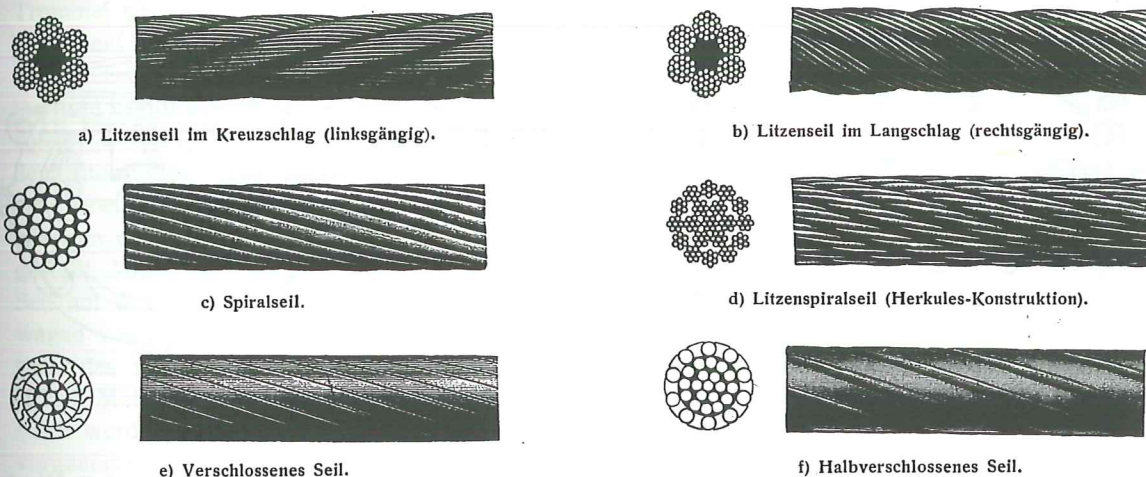 a) Litzenseil im Kreuzschlag (linksgängig).
b) Litzenseil im Langschlag (rechtsgängig).
c) Spiralseil.
d) Litzenspiralseil (Herkules-Konstruktion).
e) Verschlossenes Seil.
f) Halbverschlossenes Seil.